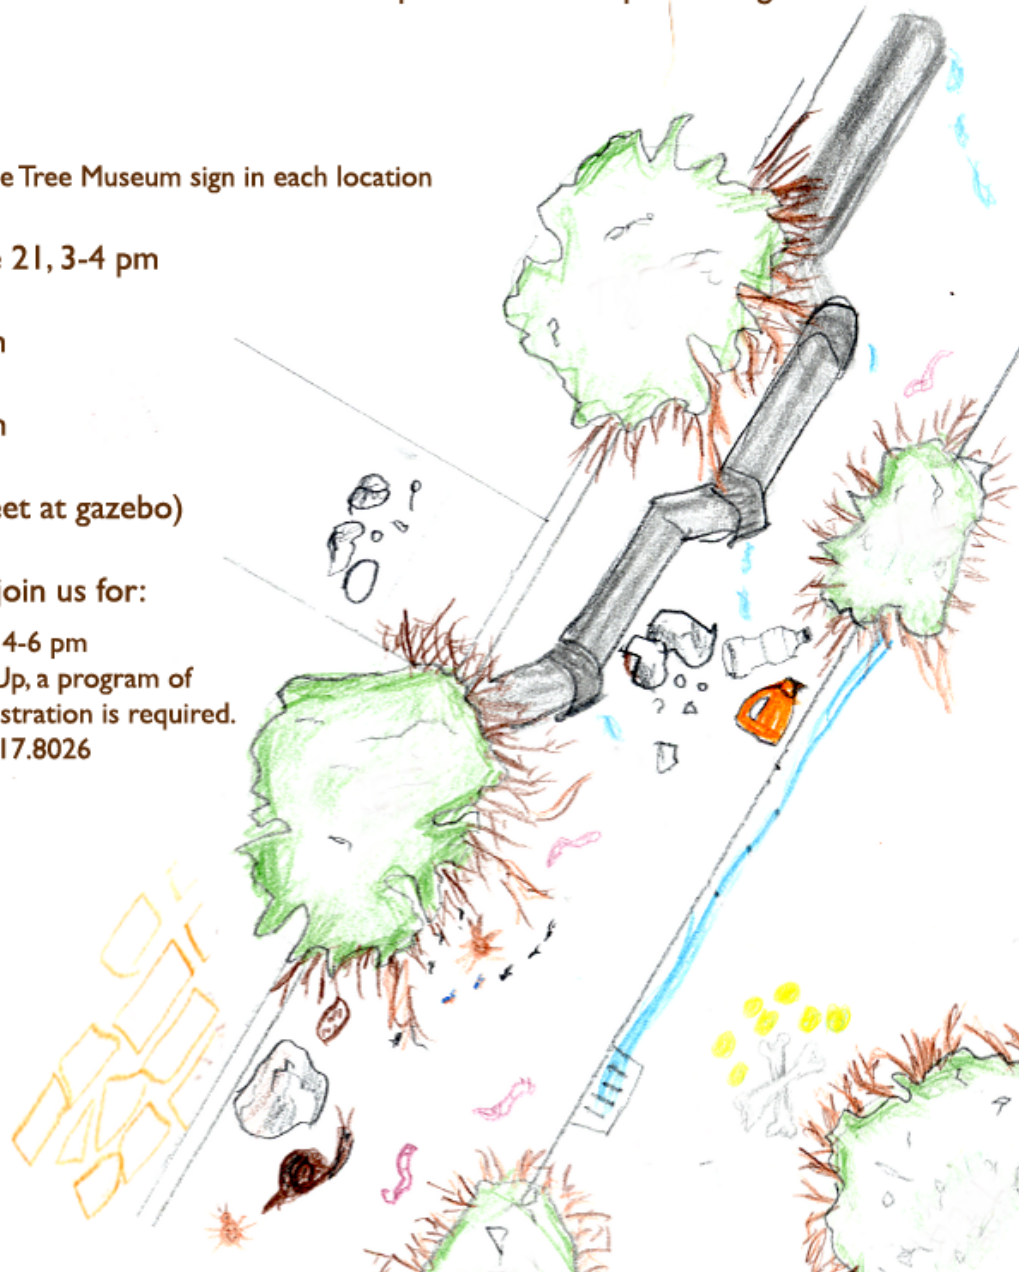 e Tree Museum sign in each location
e 21, 3-4 pm
n
n
eet at gazebo)
join us for:
4-6 pm
Up, a program of
stration is required.
17.8026